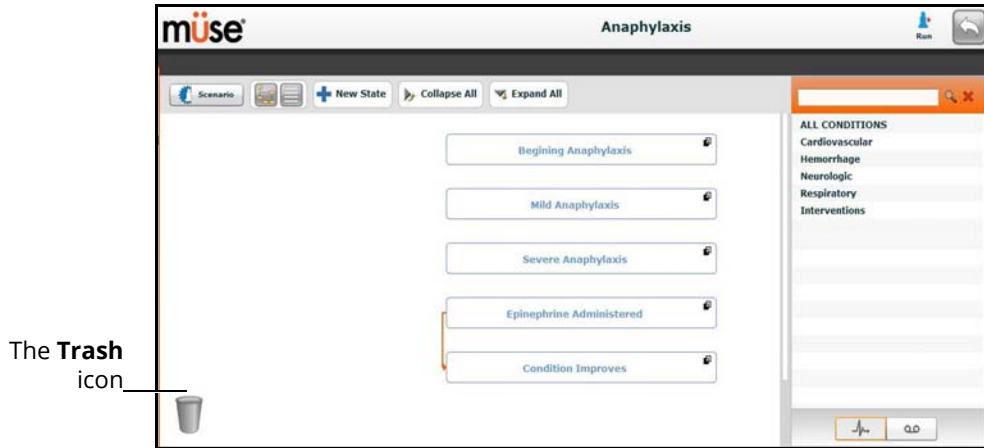 müse
Anaphylaxis
Run
Scenario
New State
Collapse All
Expand All
ALL CONDITIONS
Cardiovascular
Hemorrhage
Neurologic
Respiratory
Interventions
Begining Anaphylaxis
Mild Anaphylaxis
Severe Anaphylaxis
Epinephrine Administered
Condition Improves
The Trash
icon